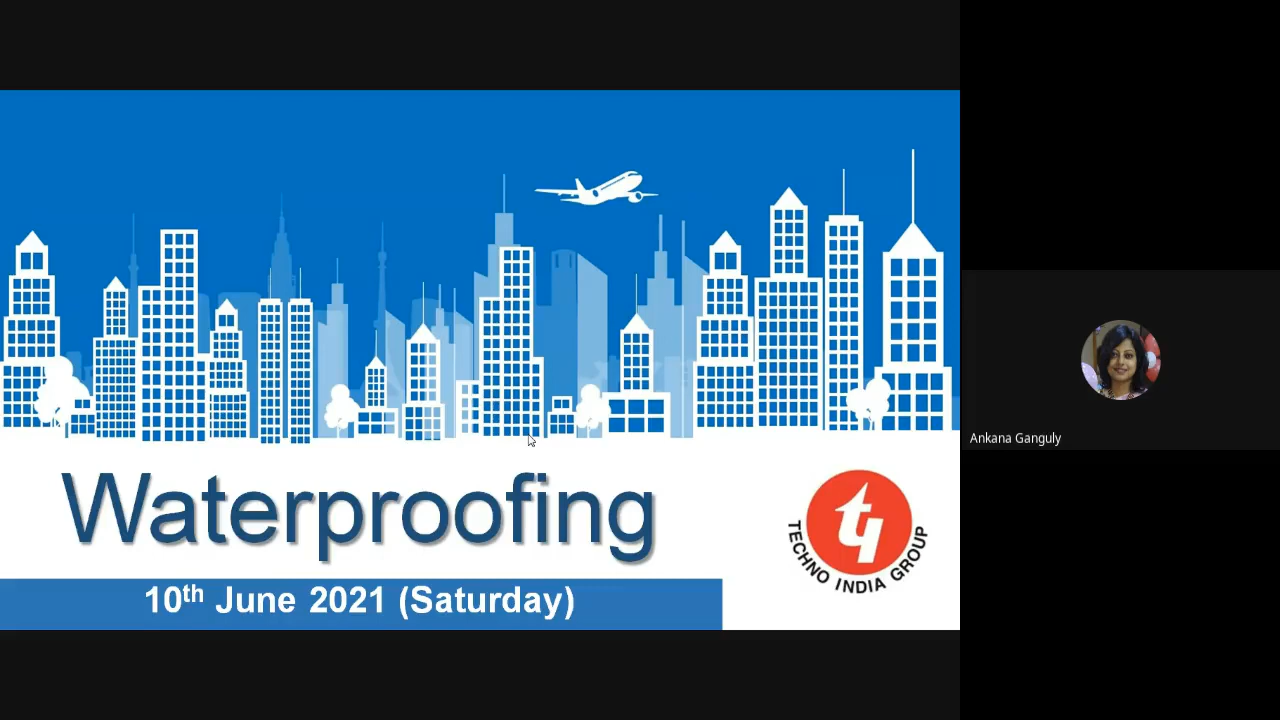 Waterproofing
10th June 2021 (Saturday)
TECHNO INDIA GROUP
Ankana Ganguly